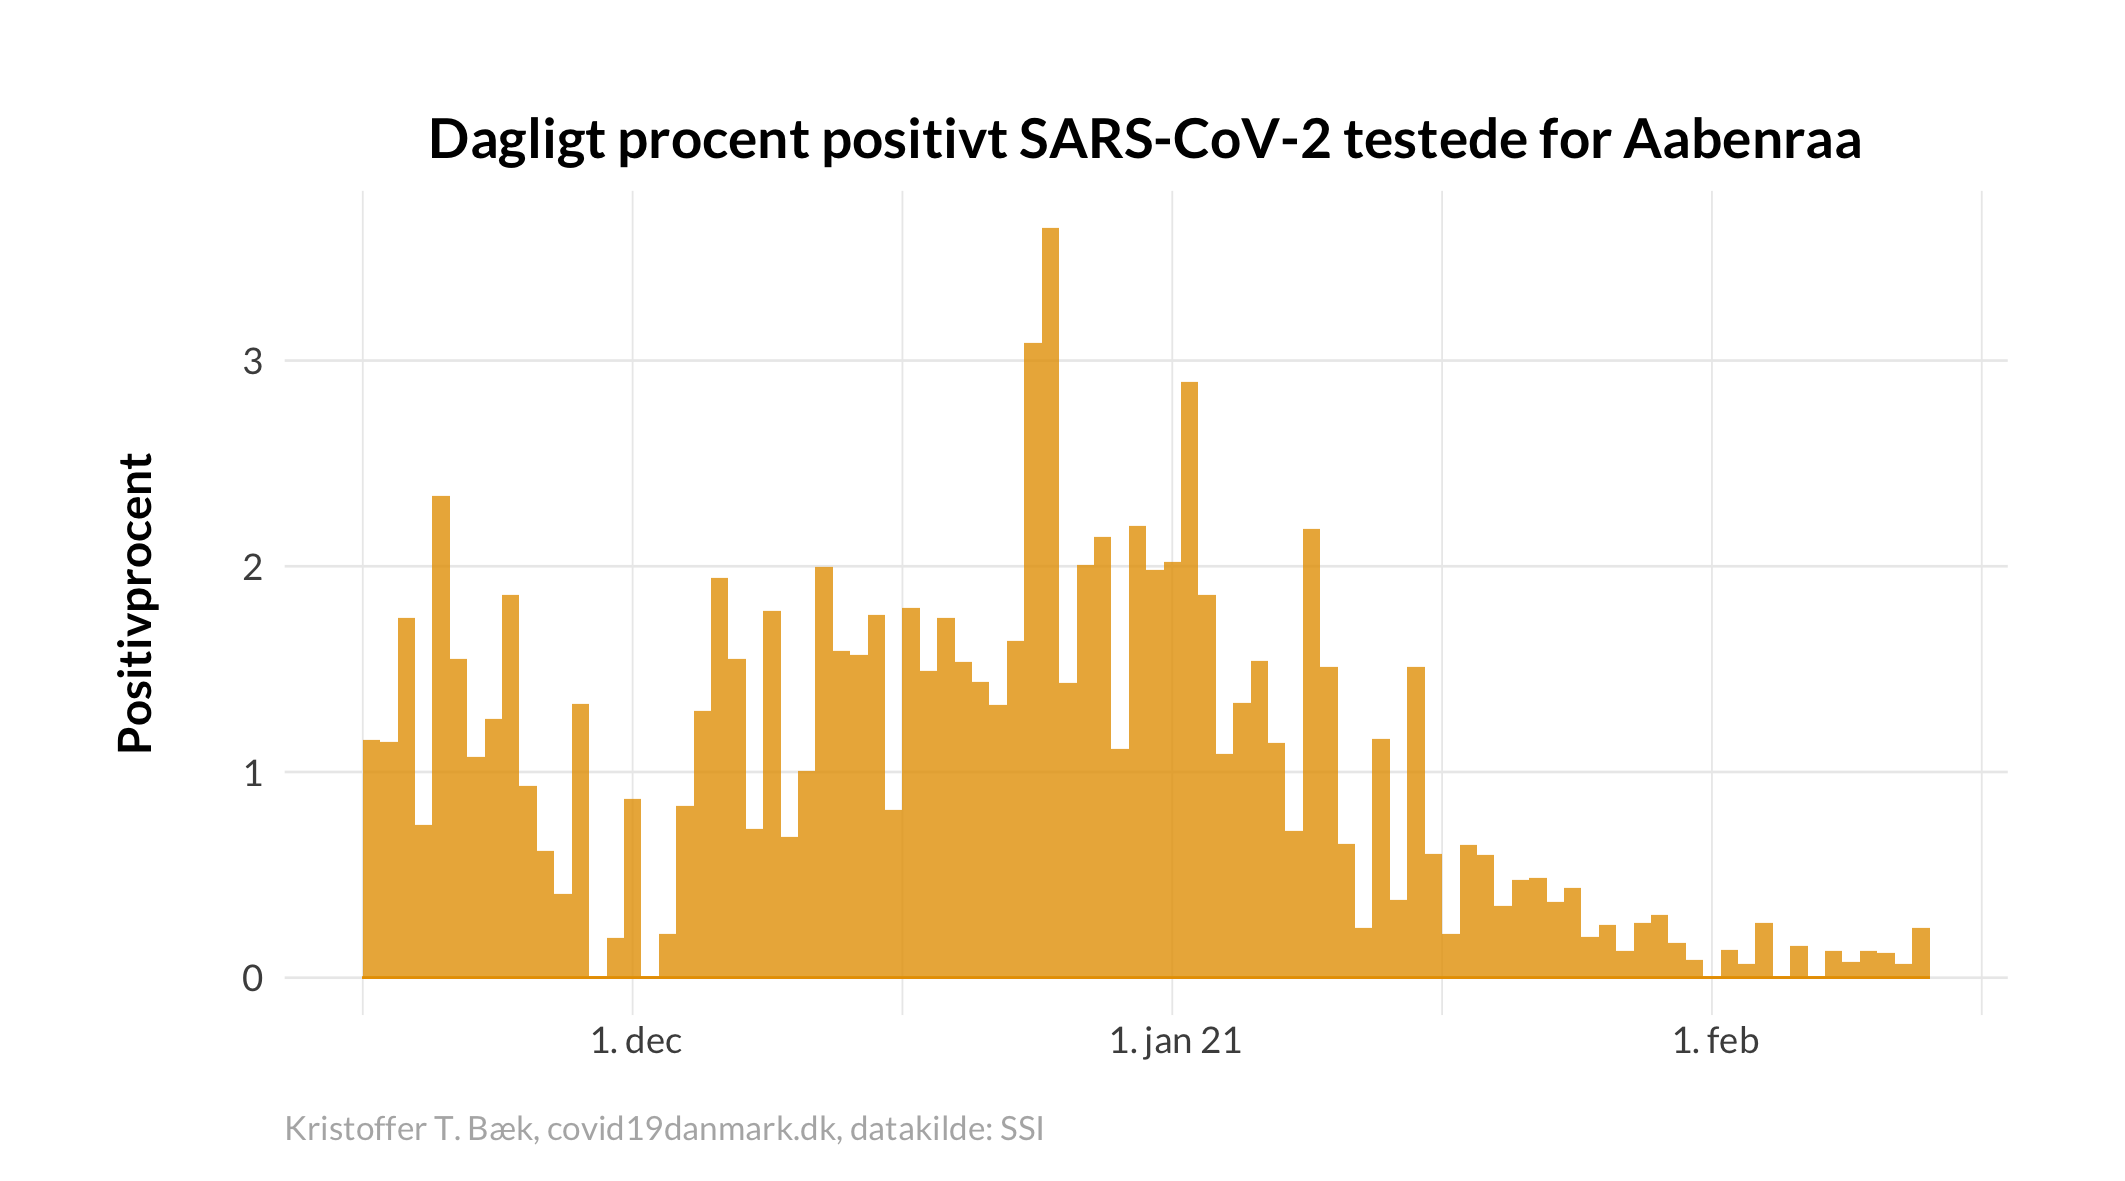 Dagligt procent positivt SARS-CoV-2 testede for Aabenraa
Positivprocent
3
2
1
0
1. dec
1. jan 21
1. feb
Kristoffer T. Bæk, covid19danmark.dk, datakilde: SSI